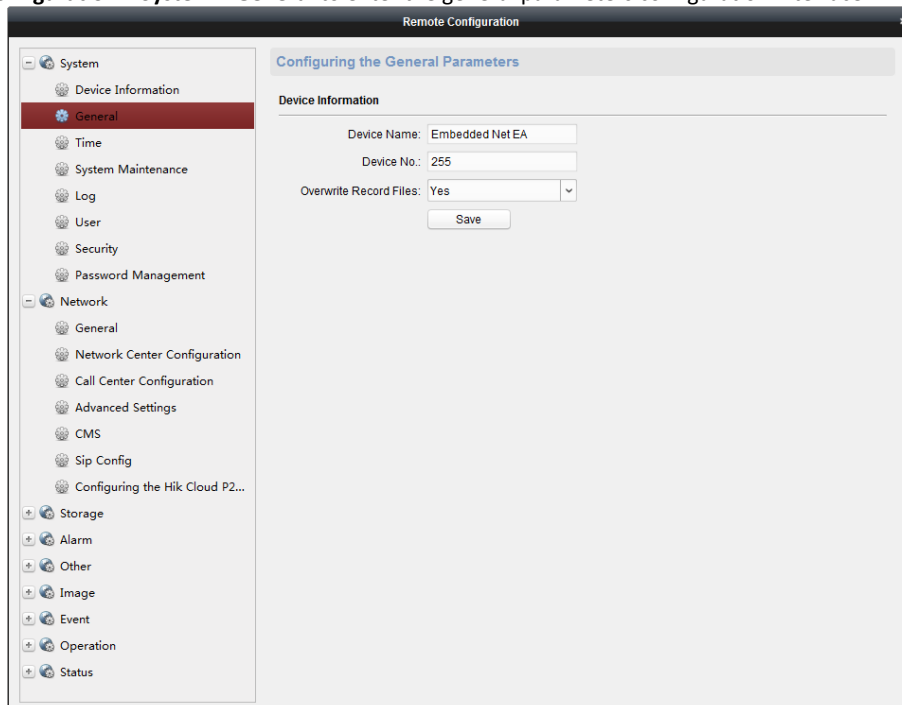 Remote Configuration
System
Device Information
General
Time
System Maintenance
Log
User
Security
Password Management
Network
General
Network Center Configuration
Call Center Configuration
Advanced Settings
CMS
Sip Config
Configuring the Hik Cloud P2...
Storage
Alarm
Other
Image
Event
Operation
Status
Configuring the General Parameters
Device Information
Device Name: Embedded Net EA
Device No.: 255
Overwrite Record Files: Yes
Save